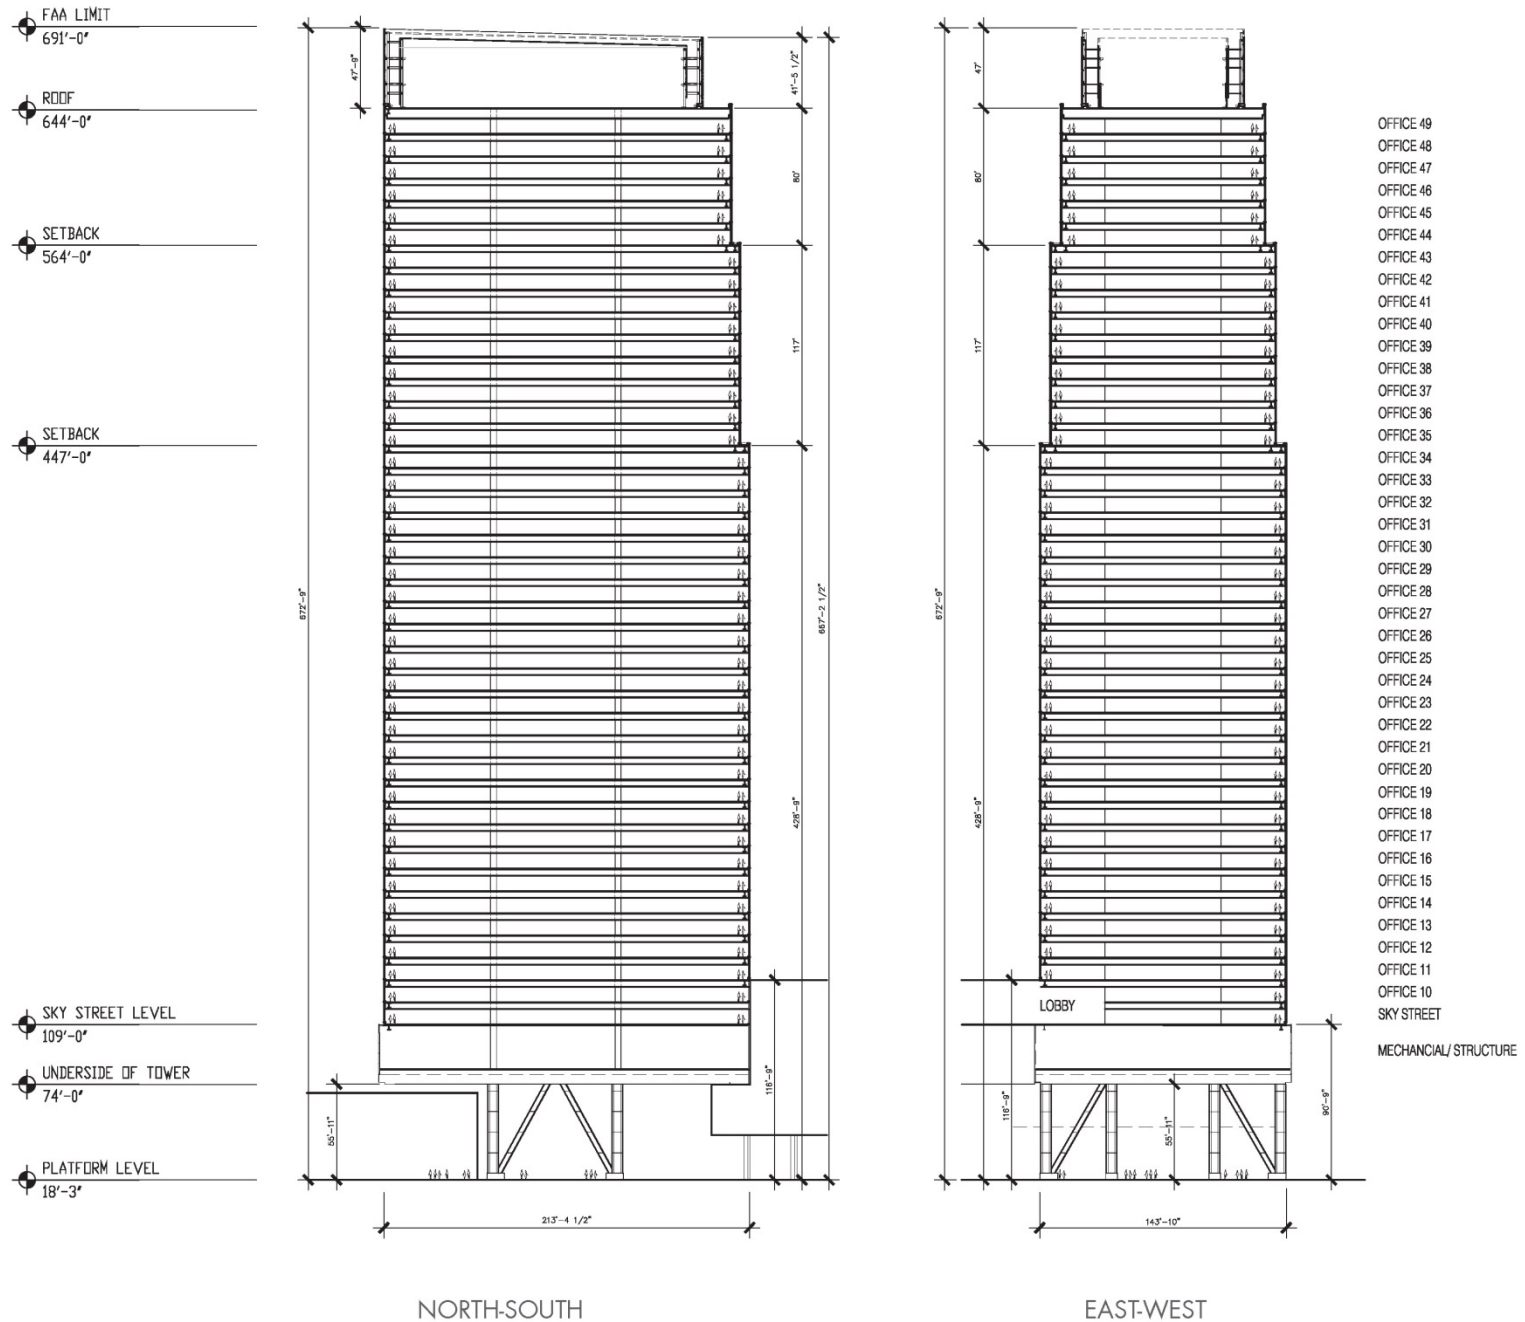 FAA LIMIT
691'-0"
ROOF
644'-0"
SETBACK
564'-0"
SETBACK
447'-0"
SKY STREET LEVEL
109'-0"
UNDERSIDE OF TOWER
74'-0"
PLATFORM LEVEL
18'-3"
47'-9"
41'-5 1/2"
80'
117'
672'-9"
667'-2 1/2"
428'-9"
116'-9"
55'-11"
213'-4 1/2"
NORTH-SOUTH
47'
80'
117'
672'-9"
428'-9"
LOBBY
116'-9"
55'-11"
90'-9"
143'-10"
EAST-WEST
OFFICE 49
OFFICE 48
OFFICE 47
OFFICE 46
OFFICE 45
OFFICE 44
OFFICE 43
OFFICE 42
OFFICE 41
OFFICE 40
OFFICE 39
OFFICE 38
OFFICE 37
OFFICE 36
OFFICE 35
OFFICE 34
OFFICE 33
OFFICE 32
OFFICE 31
OFFICE 30
OFFICE 29
OFFICE 28
OFFICE 27
OFFICE 26
OFFICE 25
OFFICE 24
OFFICE 23
OFFICE 22
OFFICE 21
OFFICE 20
OFFICE 19
OFFICE 18
OFFICE 17
OFFICE 16
OFFICE 15
OFFICE 14
OFFICE 13
OFFICE 12
OFFICE 11
OFFICE 10
SKY STREET
MECHANCIAL/ STRUCTURE